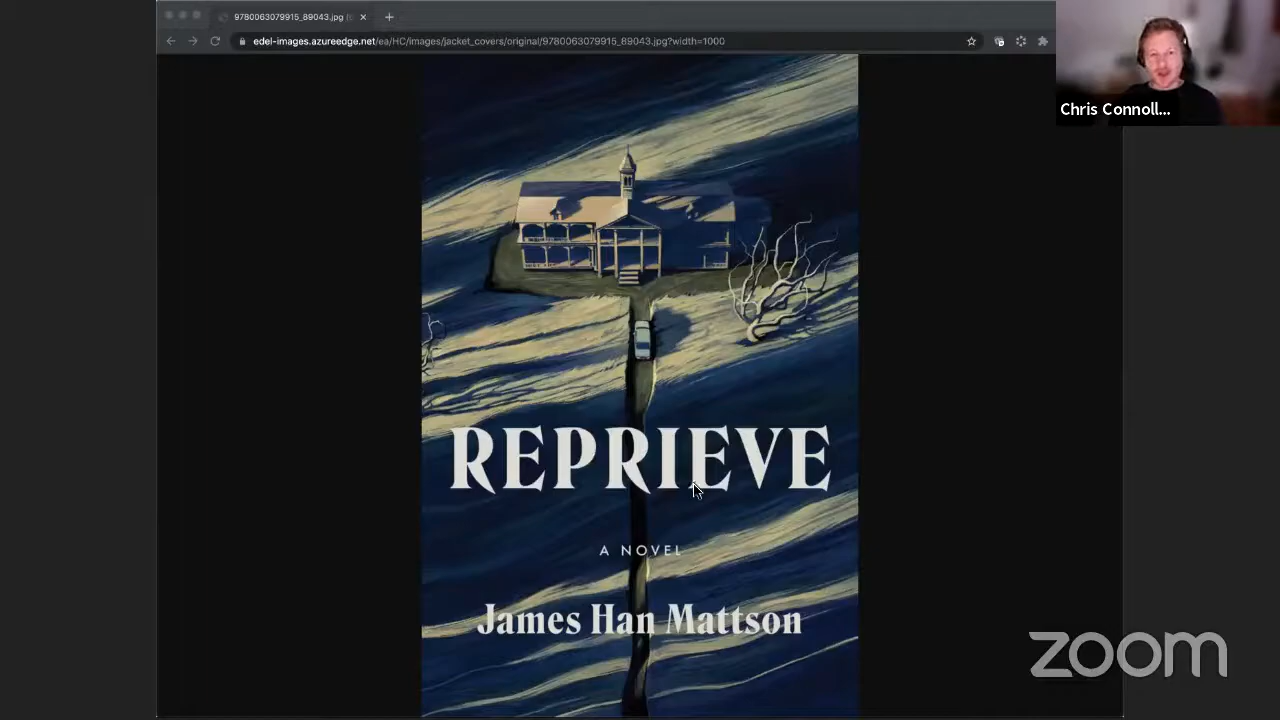 9780063079915_89043.jpg (
edel-images.azureedge.net/ea/HC/images/jacket_covers/original/9780063079915_89043.jpg?width=1000
Chris Connoll...
REPRIEVE
A NOVEL
James Han Mattson
zoom